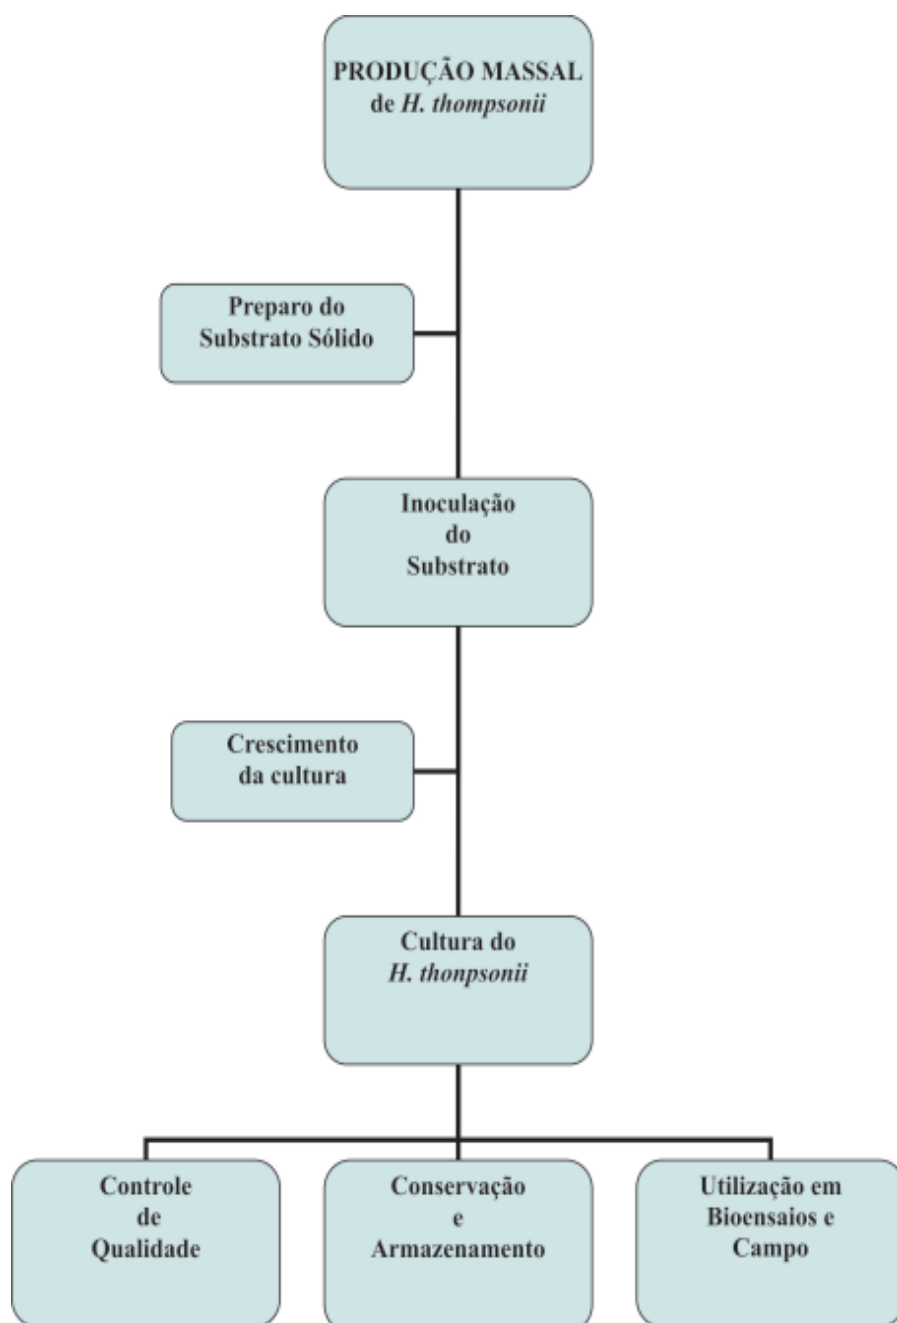 PRODUÇÃO MASSAL
de H. thompsonii
Preparo do
Substrato Sólido
Inoculação
do
Substrato
Crescimento
da cultura
Cultura do
H. thonpsonii
Controle
de
Qualidade
Conservação
e
Armazenamento
Utilização em
Bioensaios e
Campo